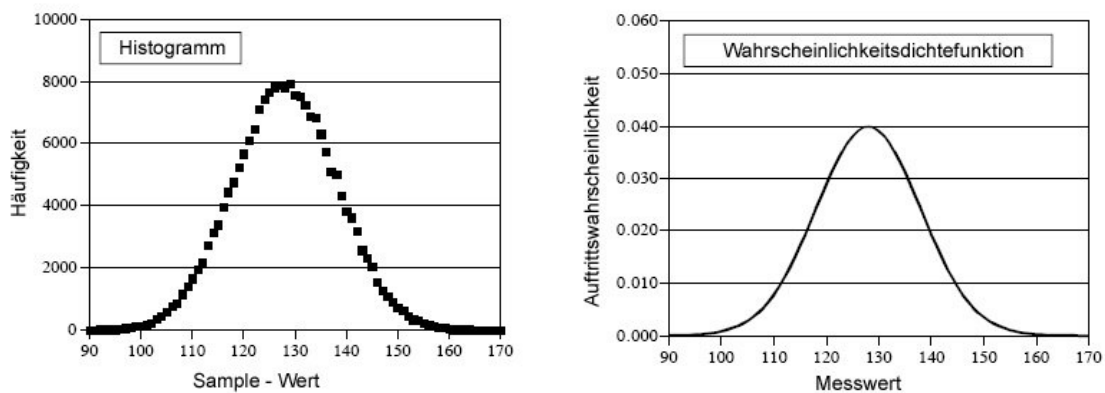 Histogramm
Häufigkeit
10000
8000
6000
4000
2000
0
90 100 110 120 130 140 150 160 170
Sample - Wert
Wahrscheinlichkeitsdichtefunktion
Auftrittswahrscheinlichkeit
0.060
0.050
0.040
0.030
0.020
0.010
0.000
90 100 110 120 130 140 150 160 170
Messwert